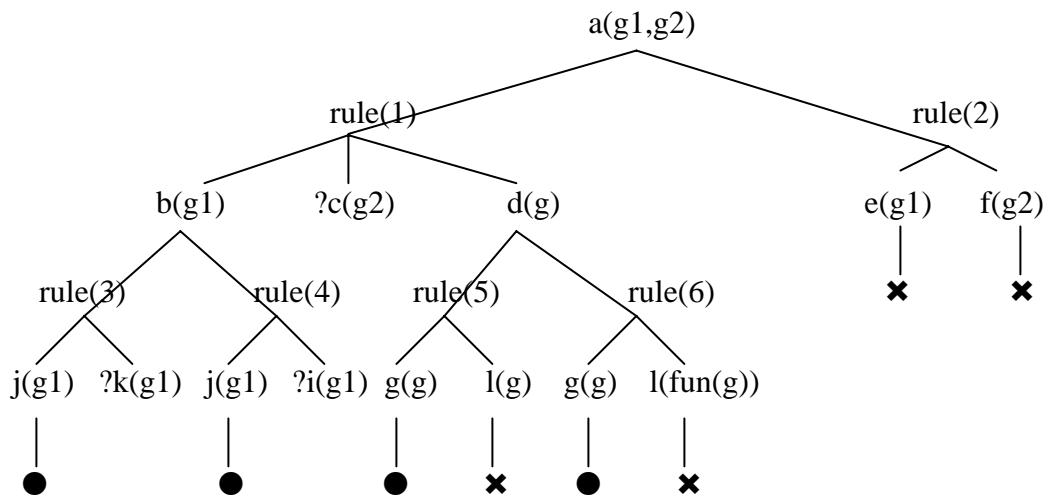 a(g1,g2)
rule(1) rule(2)
b(g1) ?c(g2) d(g) e(g1) f(g2)
rule(3) rule(4) rule(5) rule(6)
j(g1) ?k(g1) j(g1) ?i(g1) g(g) l(g) g(g) l(fun(g))